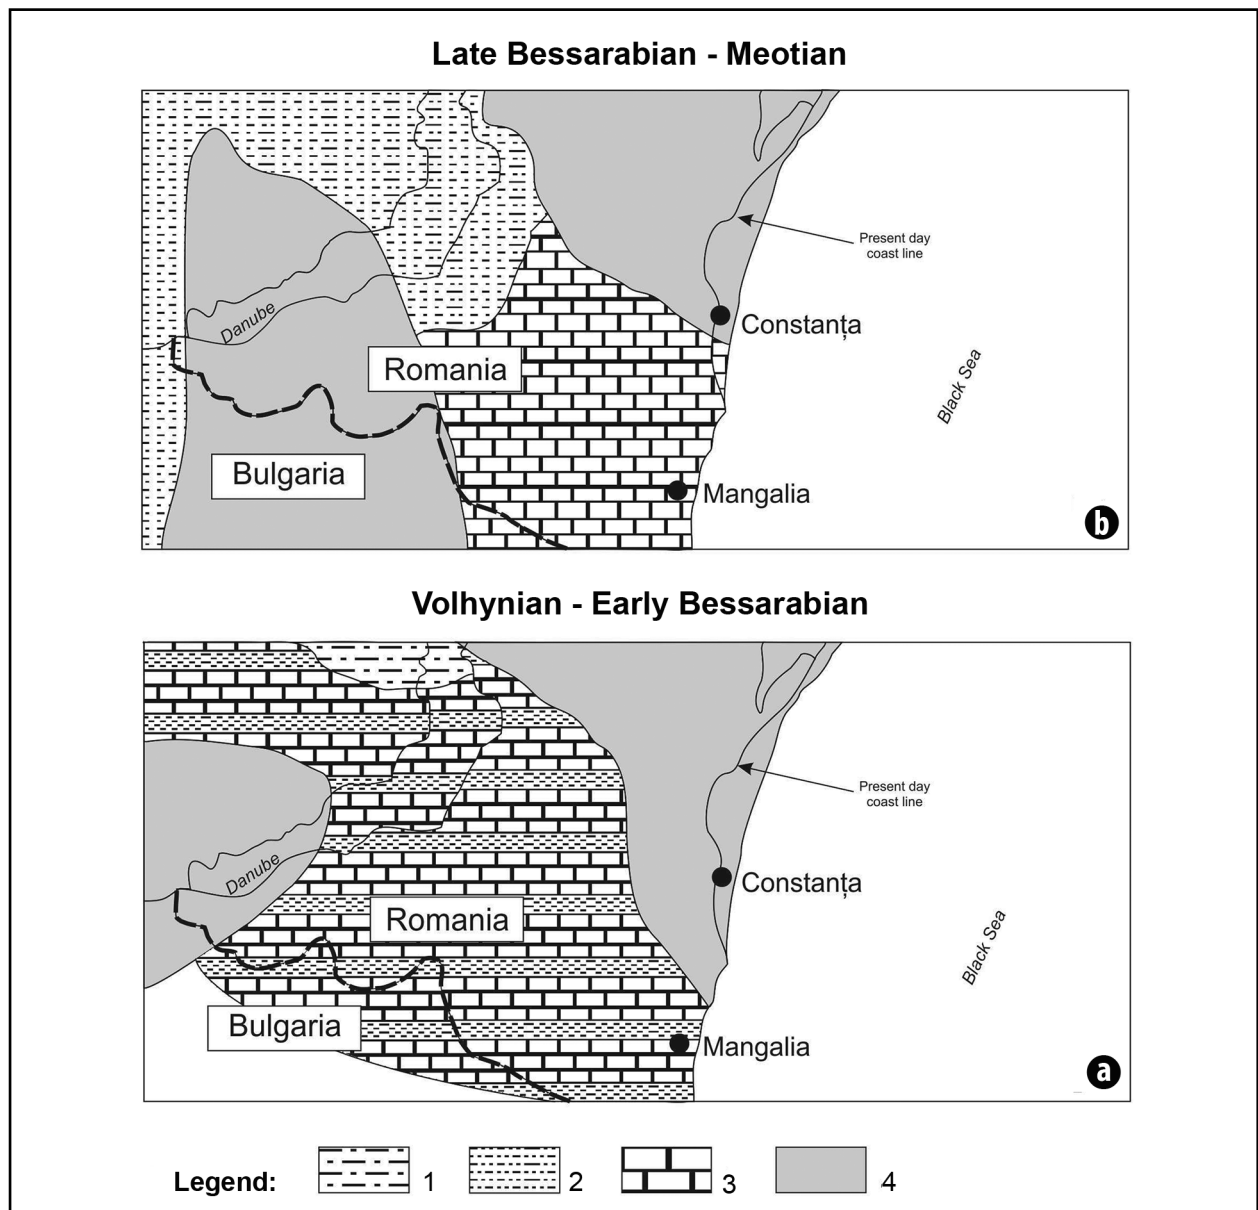 Late Bessarabian - Meotian
Present day
coast line
Danube
Constanța
Romania
Black Sea
Bulgaria
Mangalia
b
Volhynian - Early Bessarabian
Present day
coast line
Danube
Constanța
Romania
Black Sea
Bulgaria
Mangalia
a
Legend: 1 2 3 4